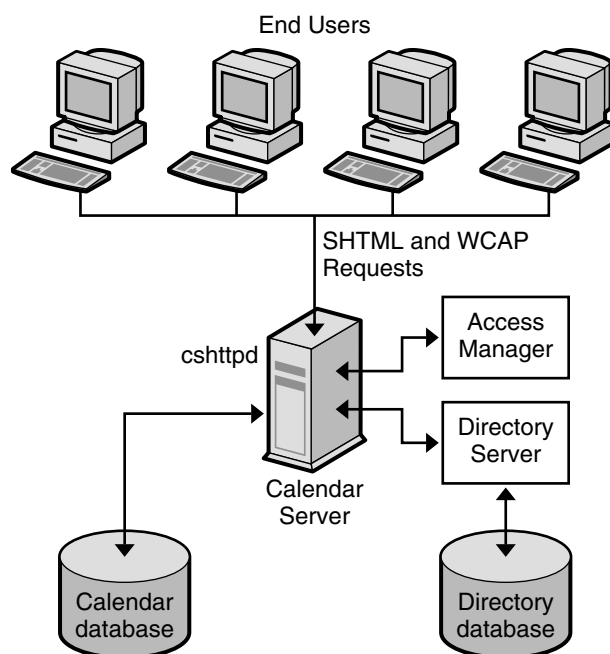 End Users
SHTML and WCAP
Requests
cshttpd
Access
Manager
Directory
Server
Calendar
Server
Calendar
database
Directory
database